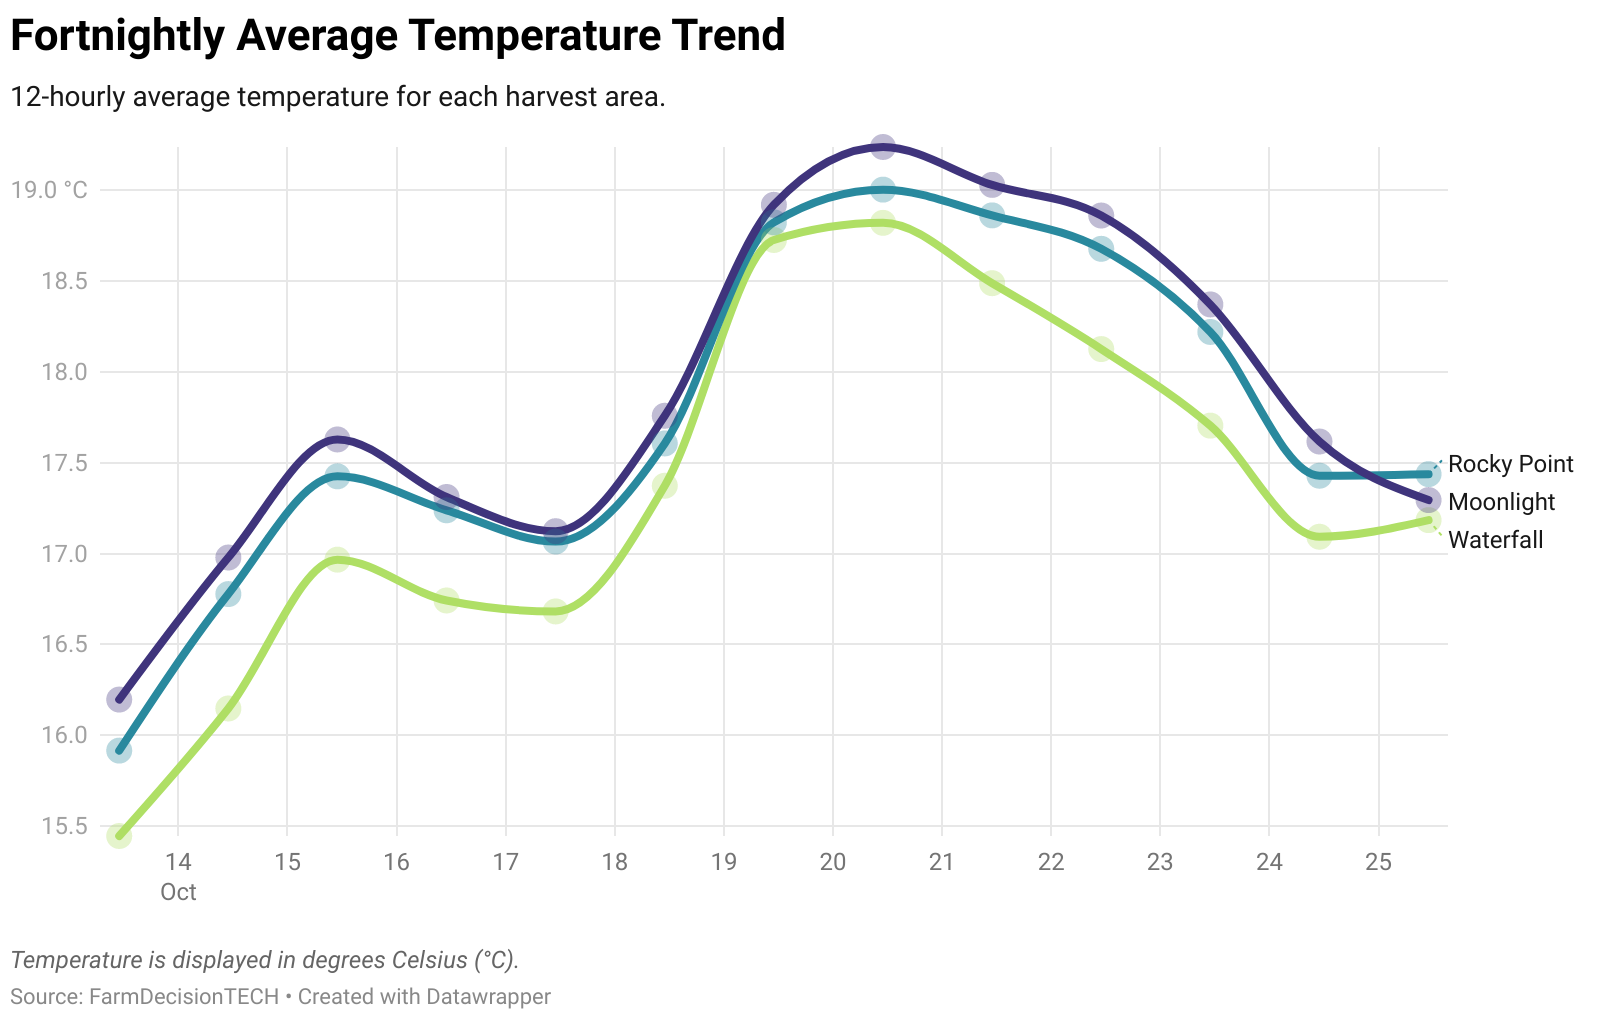 Fortnightly Average Temperature Trend
12-hourly average temperature for each harvest area.
19.0 °C
18.5
18.0
17.5
17.0
16.5
16.0
15.5
Rocky Point
Moonlight
Waterfall
14 15 16 17 18 19 20 21 22 23 24 25
Oct
Temperature is displayed in degrees Celsius (°C).
Source: FarmDecisionTECH • Created with Datawrapper